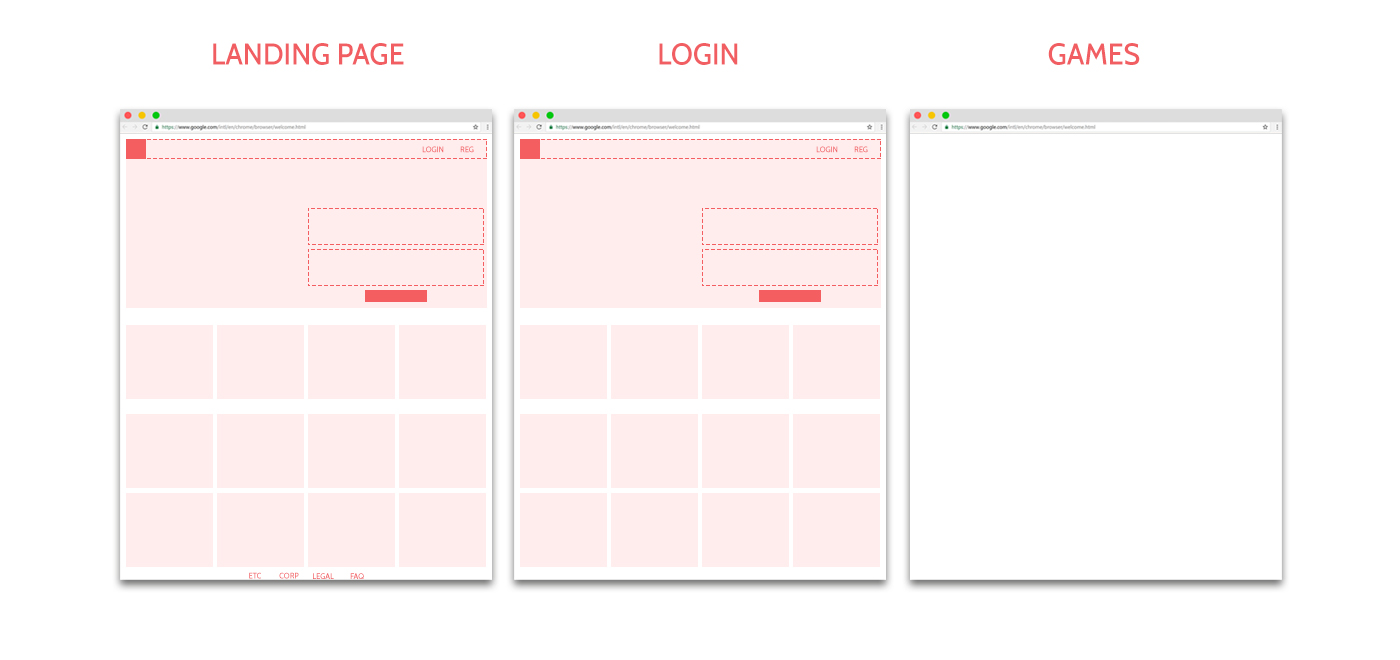 LANDING PAGE
LOGIN
GAMES
https://www.google.com/intl/en/chrome/browser/welcome.html
https://www.google.com/intl/en/chrome/browser/welcome.html
https://www.google.com/intl/en/chrome/browser/welcome.html
LOGIN REG
LOGIN REG
ETC CORP LEGAL FAQ